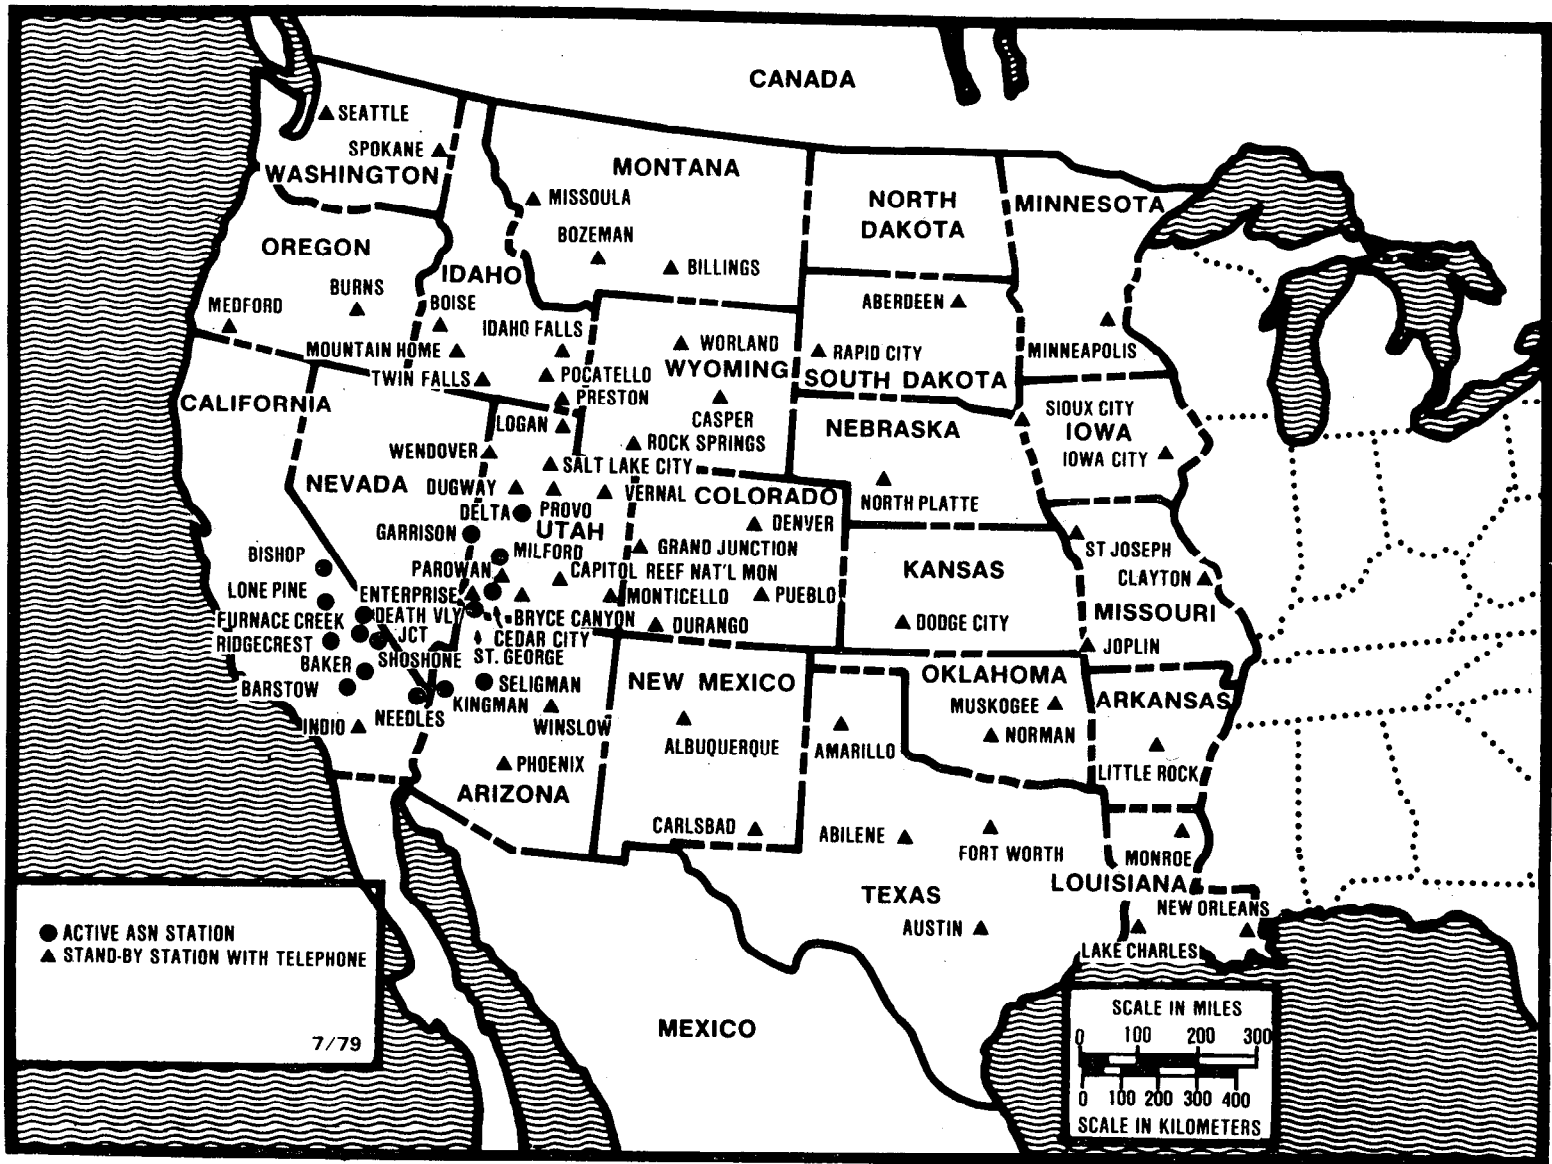 CANADA
SEATTLE
SPOKANE
WASHINGTON
MONTANA
MISSOULA
BOZEMAN
BILLINGS
NORTH
DAKOTA
MINNESOTA
OREGON
BURNS
MEDFORD
IDAHO
BOISE
IDAHO FALLS
MOUNTAIN HOME
TWIN FALLS
POCATELLO
PRESTON
WORLAND
WYOMING
CASPER
ROCK SPRINGS
ABERDEEN
RAPID CITY
SOUTH DAKOTA
MINNEAPOLIS
CALIFORNIA
LOGAN
WENDOVER
SALT LAKE CITY
NEVADA
DUGWAY
VERNAL
COLORADO
DELTA
PROVO
UTAH
DENVER
GARRISON
MILFORD
GRAND JUNCTION
NEBRASKA
NORTH PLATTE
SIOUX CITY
IOWA
IOWA CITY
BISHOP
PAROWAN
CAPITOL REEF NAT'L MON
LONE PINE
ENTERPRISE
MONTICELLO
PUEBLO
FURNACE CREEK
DEATH VLY
JCT
BRYCE CANYON
DURANGO
RIDGECREST
CEDAR CITY
BAKER
SHOSHONE
ST. GEORGE
KANSAS
DODGE CITY
ST JOSEPH
CLAYTON
MISSOURI
JOPLIN
BARSTOW
SELIGMAN
KINGMAN
NEEDLES
INDIO
WINSLOW
PHOENIX
ARIZONA
NEW MEXICO
ALBUQUERQUE
CARLSBAD
OKLAHOMA
MUSKOGEE
NORMAN
AMARILLO
ARKANSAS
LITTLE ROCK
ABILENE
FORT WORTH
TEXAS
AUSTIN
MONROE
LOUISIANA
NEW ORLEANS
LAKE CHARLES
MEXICO
ACTIVE ASN STATION
STAND-BY STATION WITH TELEPHONE
7/79
SCALE IN MILES
0 100 200 300
0 100 200 300 400
SCALE IN KILOMETERS